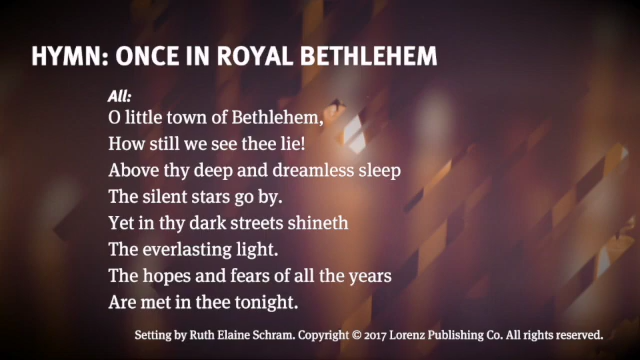 HYMN: ONCE IN ROYAL BETHLEHEM
All:
O little town of Bethlehem,
How still we see thee lie!
Above thy deep and dreamless sleep
The silent stars go by.
Yet in thy dark streets shineth
The everlasting light.
The hopes and fears of all the years
Are met in thee tonight.
Setting by Ruth Elaine Schram. Copyright © 2017 Lorenz Publishing Co. All rights reserved.